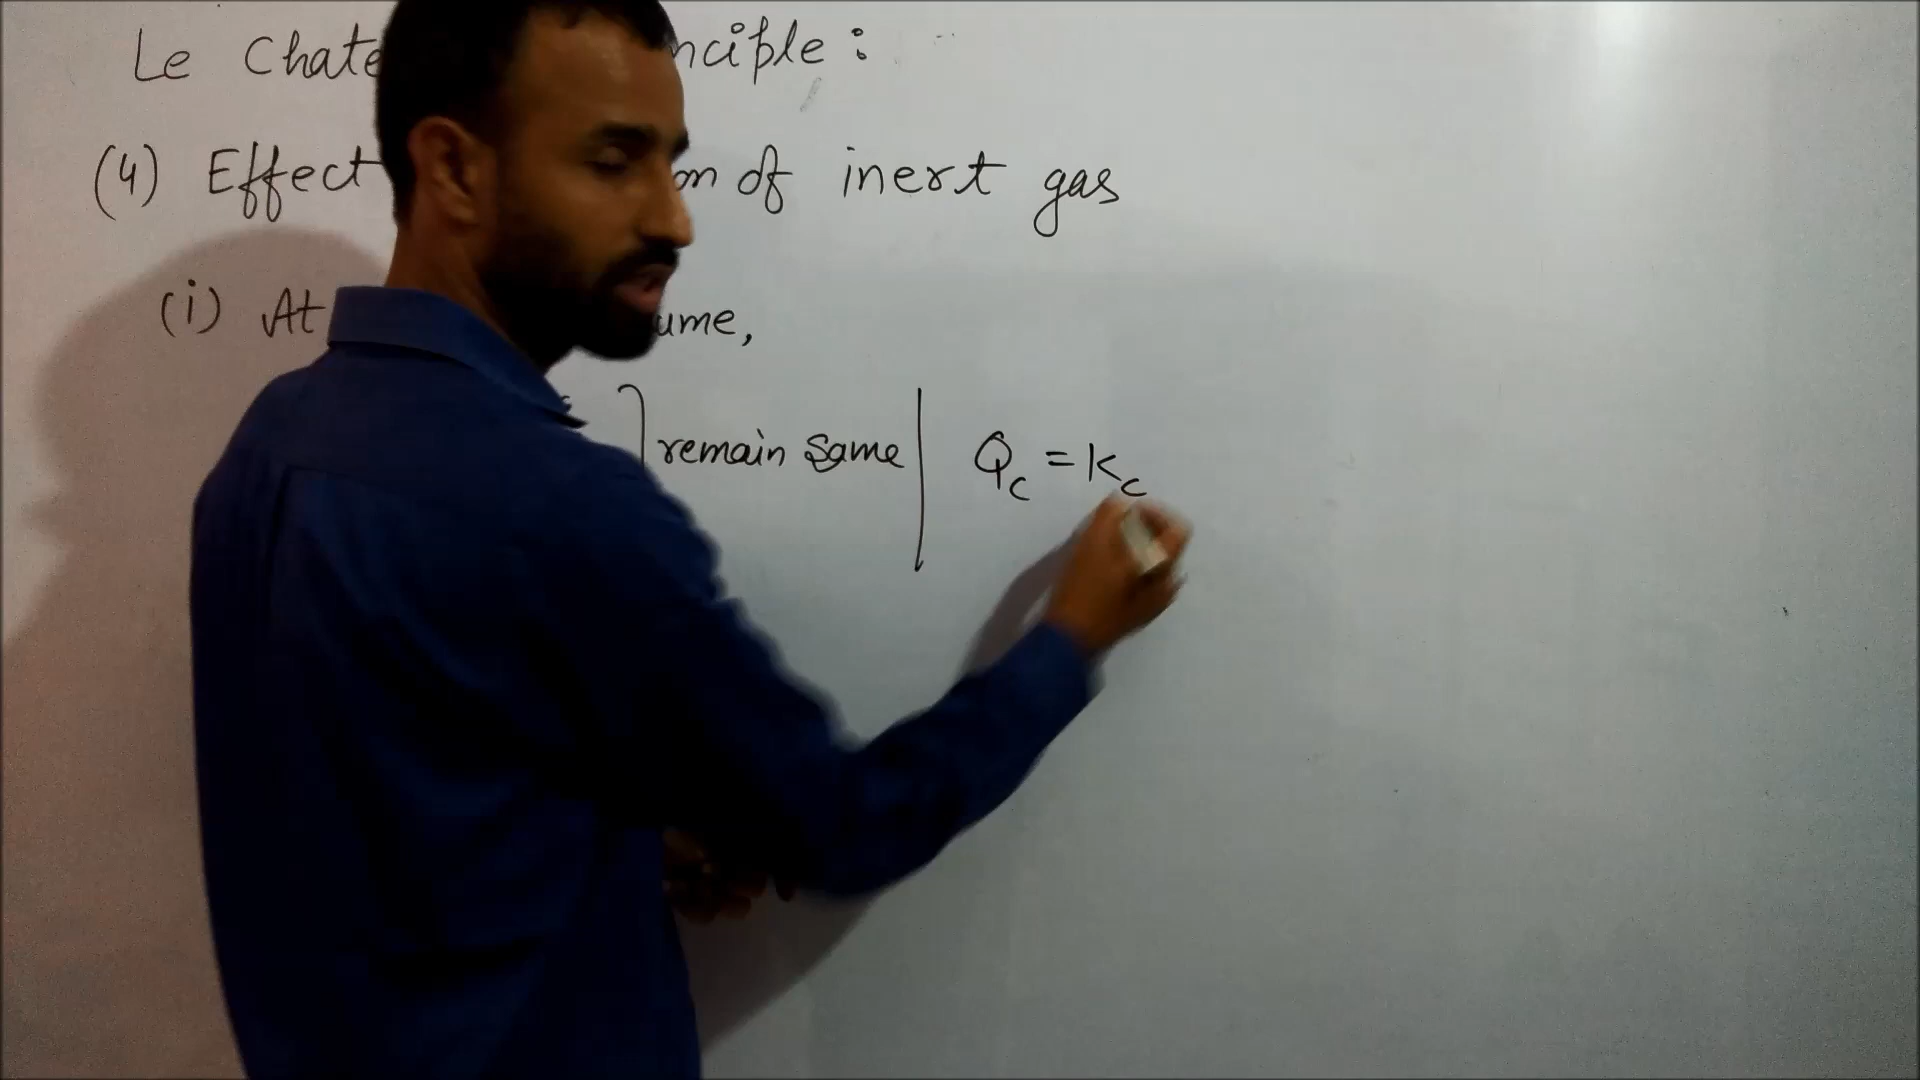 Le Chate nciple :
(4) Effect on of inert gas
(i) At ume,
] remain same | Qc = Kc